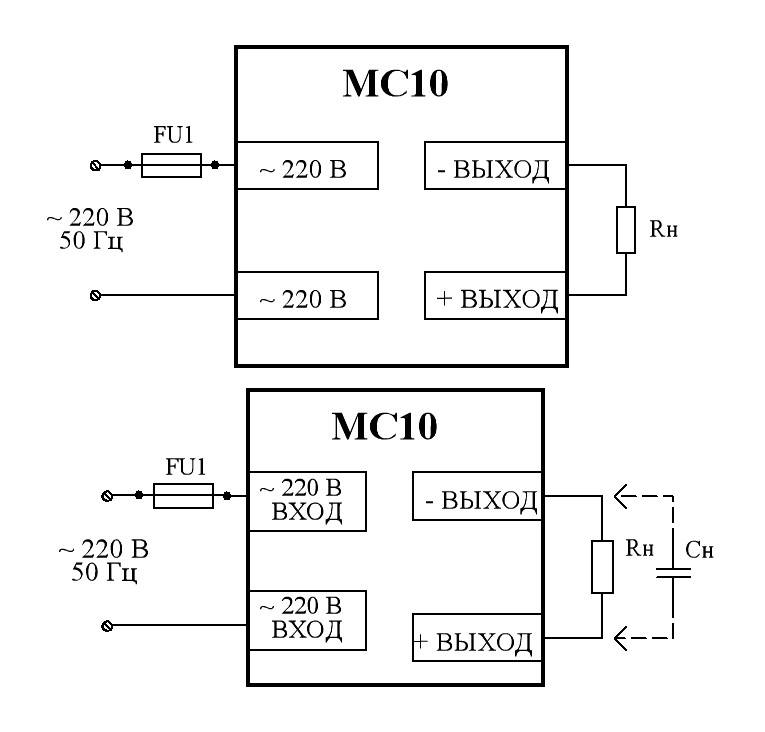 МС10
FU1
~ 220 В
- ВЫХОД
~ 220 В
50 Гц
Rн
~ 220 В
+ ВЫХОД
МС10
FU1
~ 220 В
ВХОД
- ВЫХОД
~ 220 В
50 Гц
Rн
Сн
~ 220 В
ВХОД
+ ВЫХОД